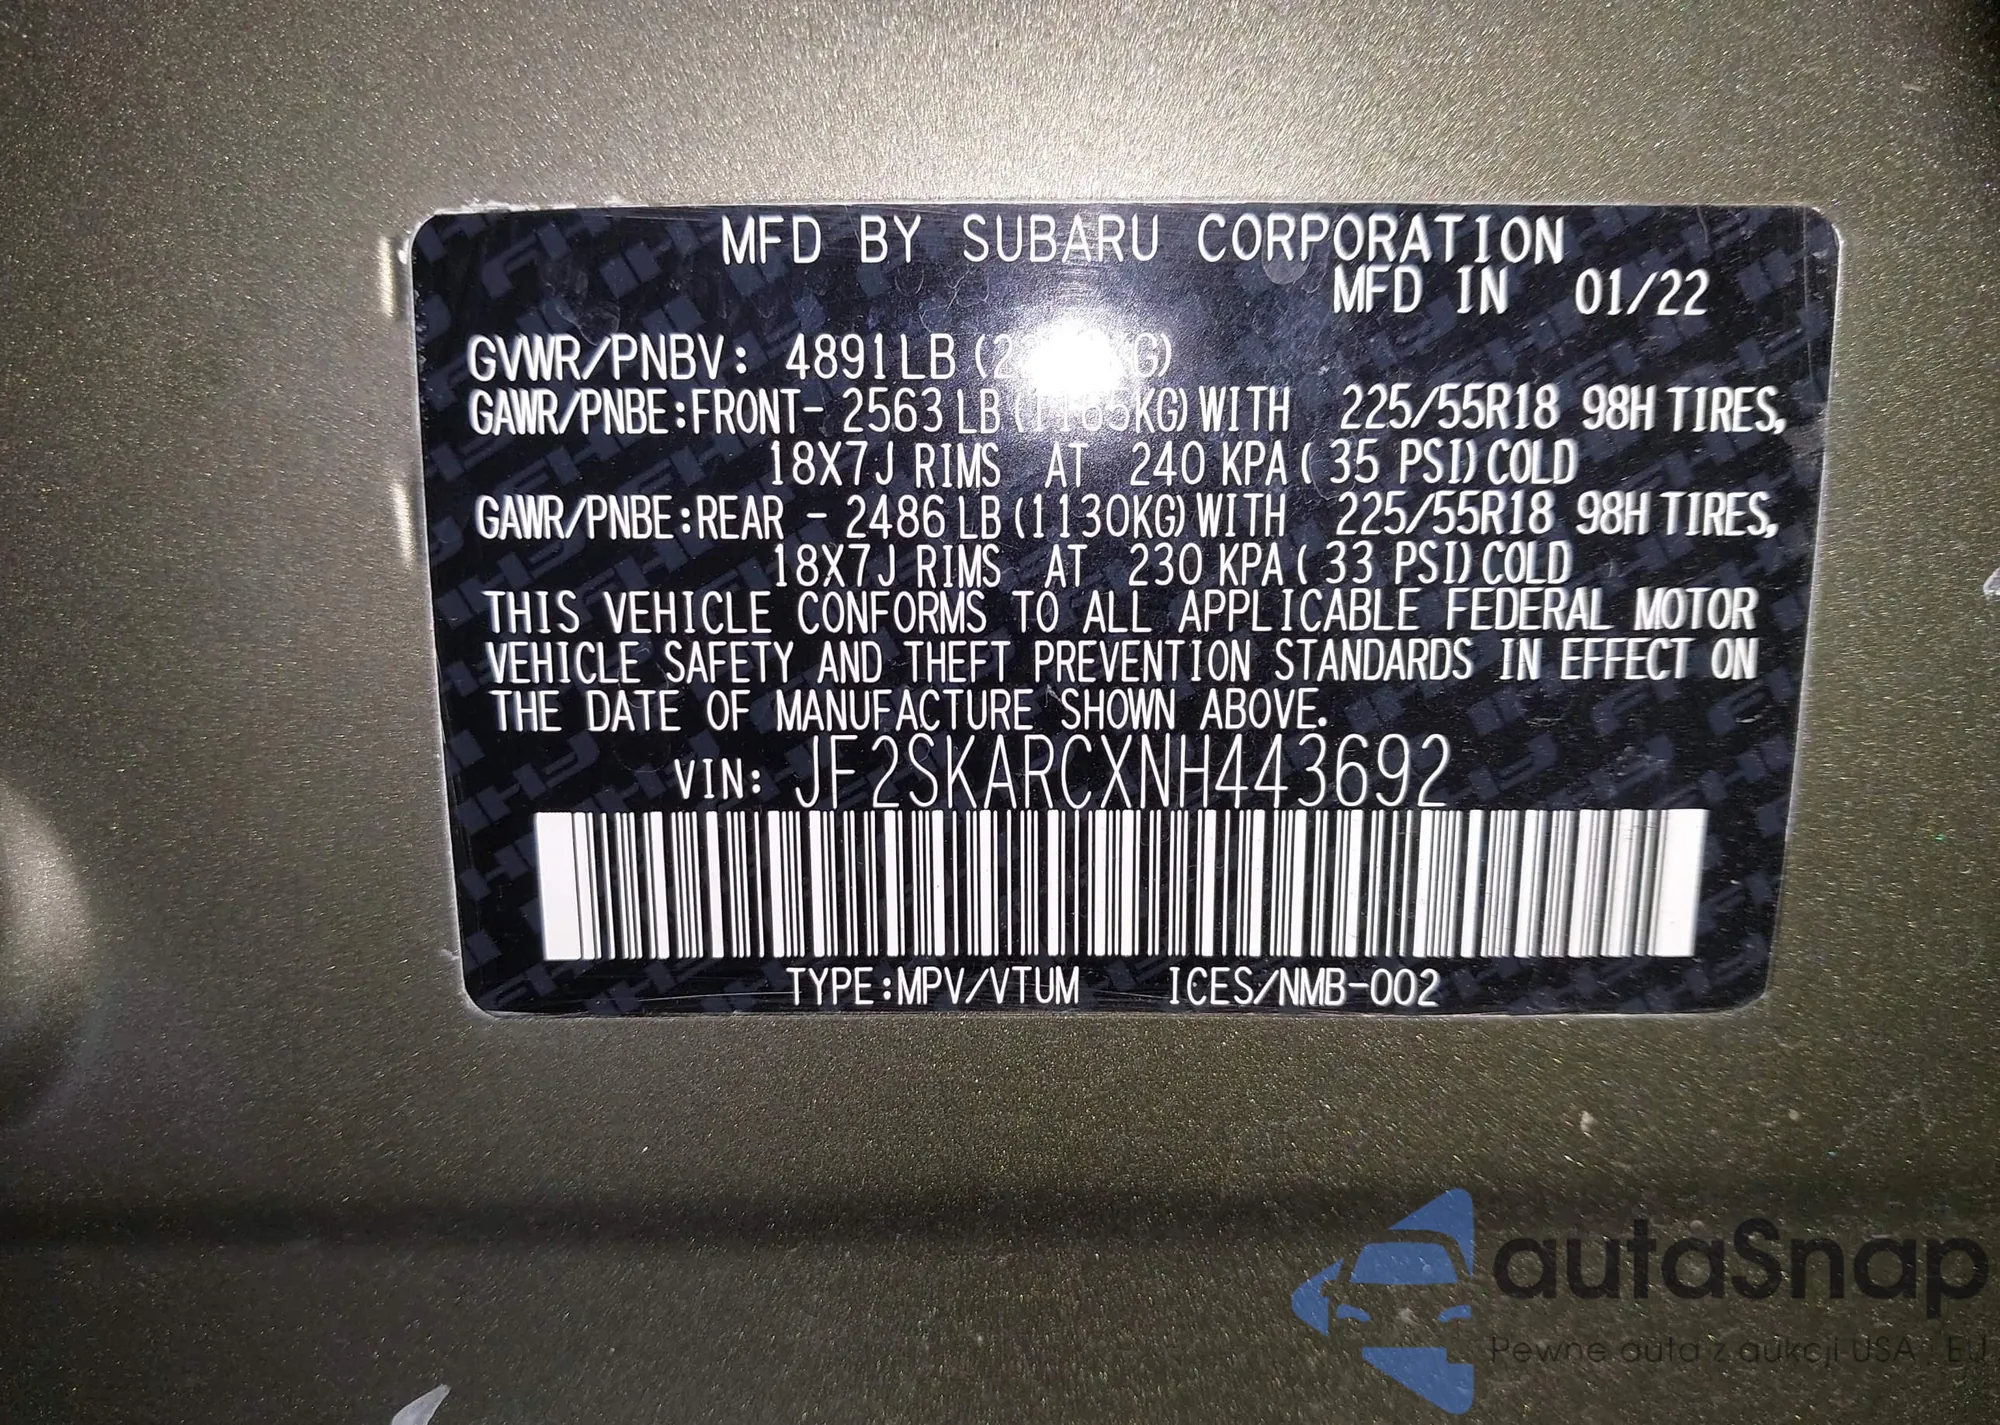 MFD BY SUBARU CORPORATION
MFD IN 01/22
GVWR/PNBV: 4891LB
GAWR/PNBE:FRONT- 2563 LB (1165KG) WITH 225/55R18 98H TIRES,
18X7J RIMS AT 240 KPA ( 35 PSI) COLD
GAWR/PNBE:REAR - 2486 LB (1130KG) WITH 225/55R18 98H TIRES,
18X7J RIMS AT 230 KPA ( 33 PSI) COLD
THIS VEHICLE CONFORMS TO ALL APPLICABLE FEDERAL MOTOR
VEHICLE SAFETY AND THEFT PREVENTION STANDARDS IN EFFECT ON
THE DATE OF MANUFACTURE SHOWN ABOVE.
VIN: JF2SKARCXNH443692
TYPE:MPV/VTUM ICES/NMB-002
autaSnap
Pewne auta z aukcji USA i EU